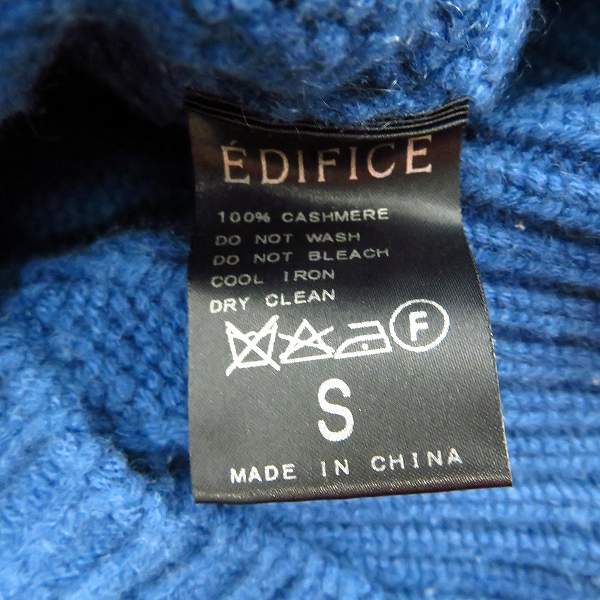 ÉDIFICE
100% CASHMERE
DO NOT WASH
DO NOT BLEACH
COOL IRON
DRY CLEAN
F
S
MADE IN CHINA